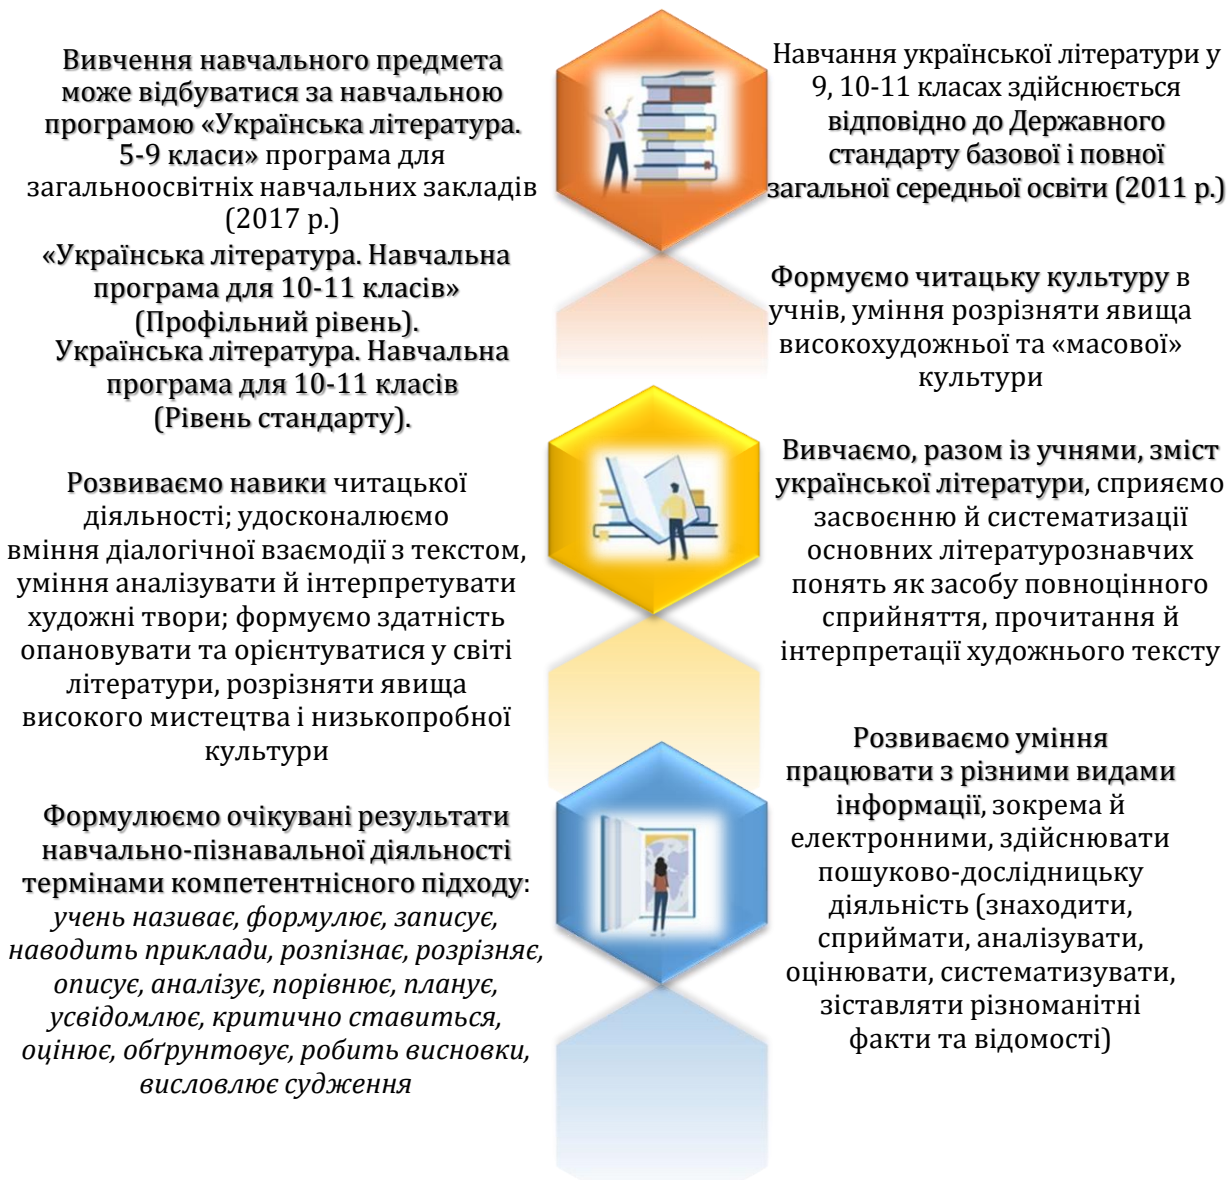 Вивчення навчального предмета
може відбуватися за навчальною
програмою «Українська література.
5-9 класи» програма для
загальноосвітніх навчальних закладів
(2017 р.)
«Українська література. Навчальна
програма для 10-11 класів»
(Профільний рівень).
Українська література. Навчальна
програма для 10-11 класів
(Рівень стандарту).
Розвиваємо навики читацької
діяльності; удосконалюємо
вміння діалогічної взаємодії з текстом,
уміння аналізувати й інтерпретувати
художні твори; формуємо здатність
опановувати та орієнтуватися у світі
літератури, розрізняти явища
високого мистецтва і низькопробної
культури
Формулюємо очікувані результати
навчально-пізнавальної діяльності
термінами компетентнісного підходу:
учень називає, формулює, записує,
наводить приклади, розпізнає, розрізняє,
описує, аналізує, порівнює, планує,
усвідомлює, критично ставиться,
оцінює, обґрунтовує, робить висновки,
висловлює судження
Навчання української літератури у
9, 10-11 класах здійснюється
відповідно до Державного
стандарту базової і повної
загальної середньої освіти (2011 р.)
Формуємо читацьку культуру в
учнів, уміння розрізняти явища
високохудожньої та «масової»
культури
Вивчаємо, разом із учнями, зміст
української літератури, сприяємо
засвоєнню й систематизації
основних літературознавчих
понять як засобу повноцінного
сприйняття, прочитання й
інтерпретації художнього тексту
Розвиваємо уміння
працювати з різними видами
інформації, зокрема й
електронними, здійснювати
пошуково-дослідницьку
діяльність (знаходити,
сприймати, аналізувати,
оцінювати, систематизувати,
зіставляти різноманітні
факти та відомості)